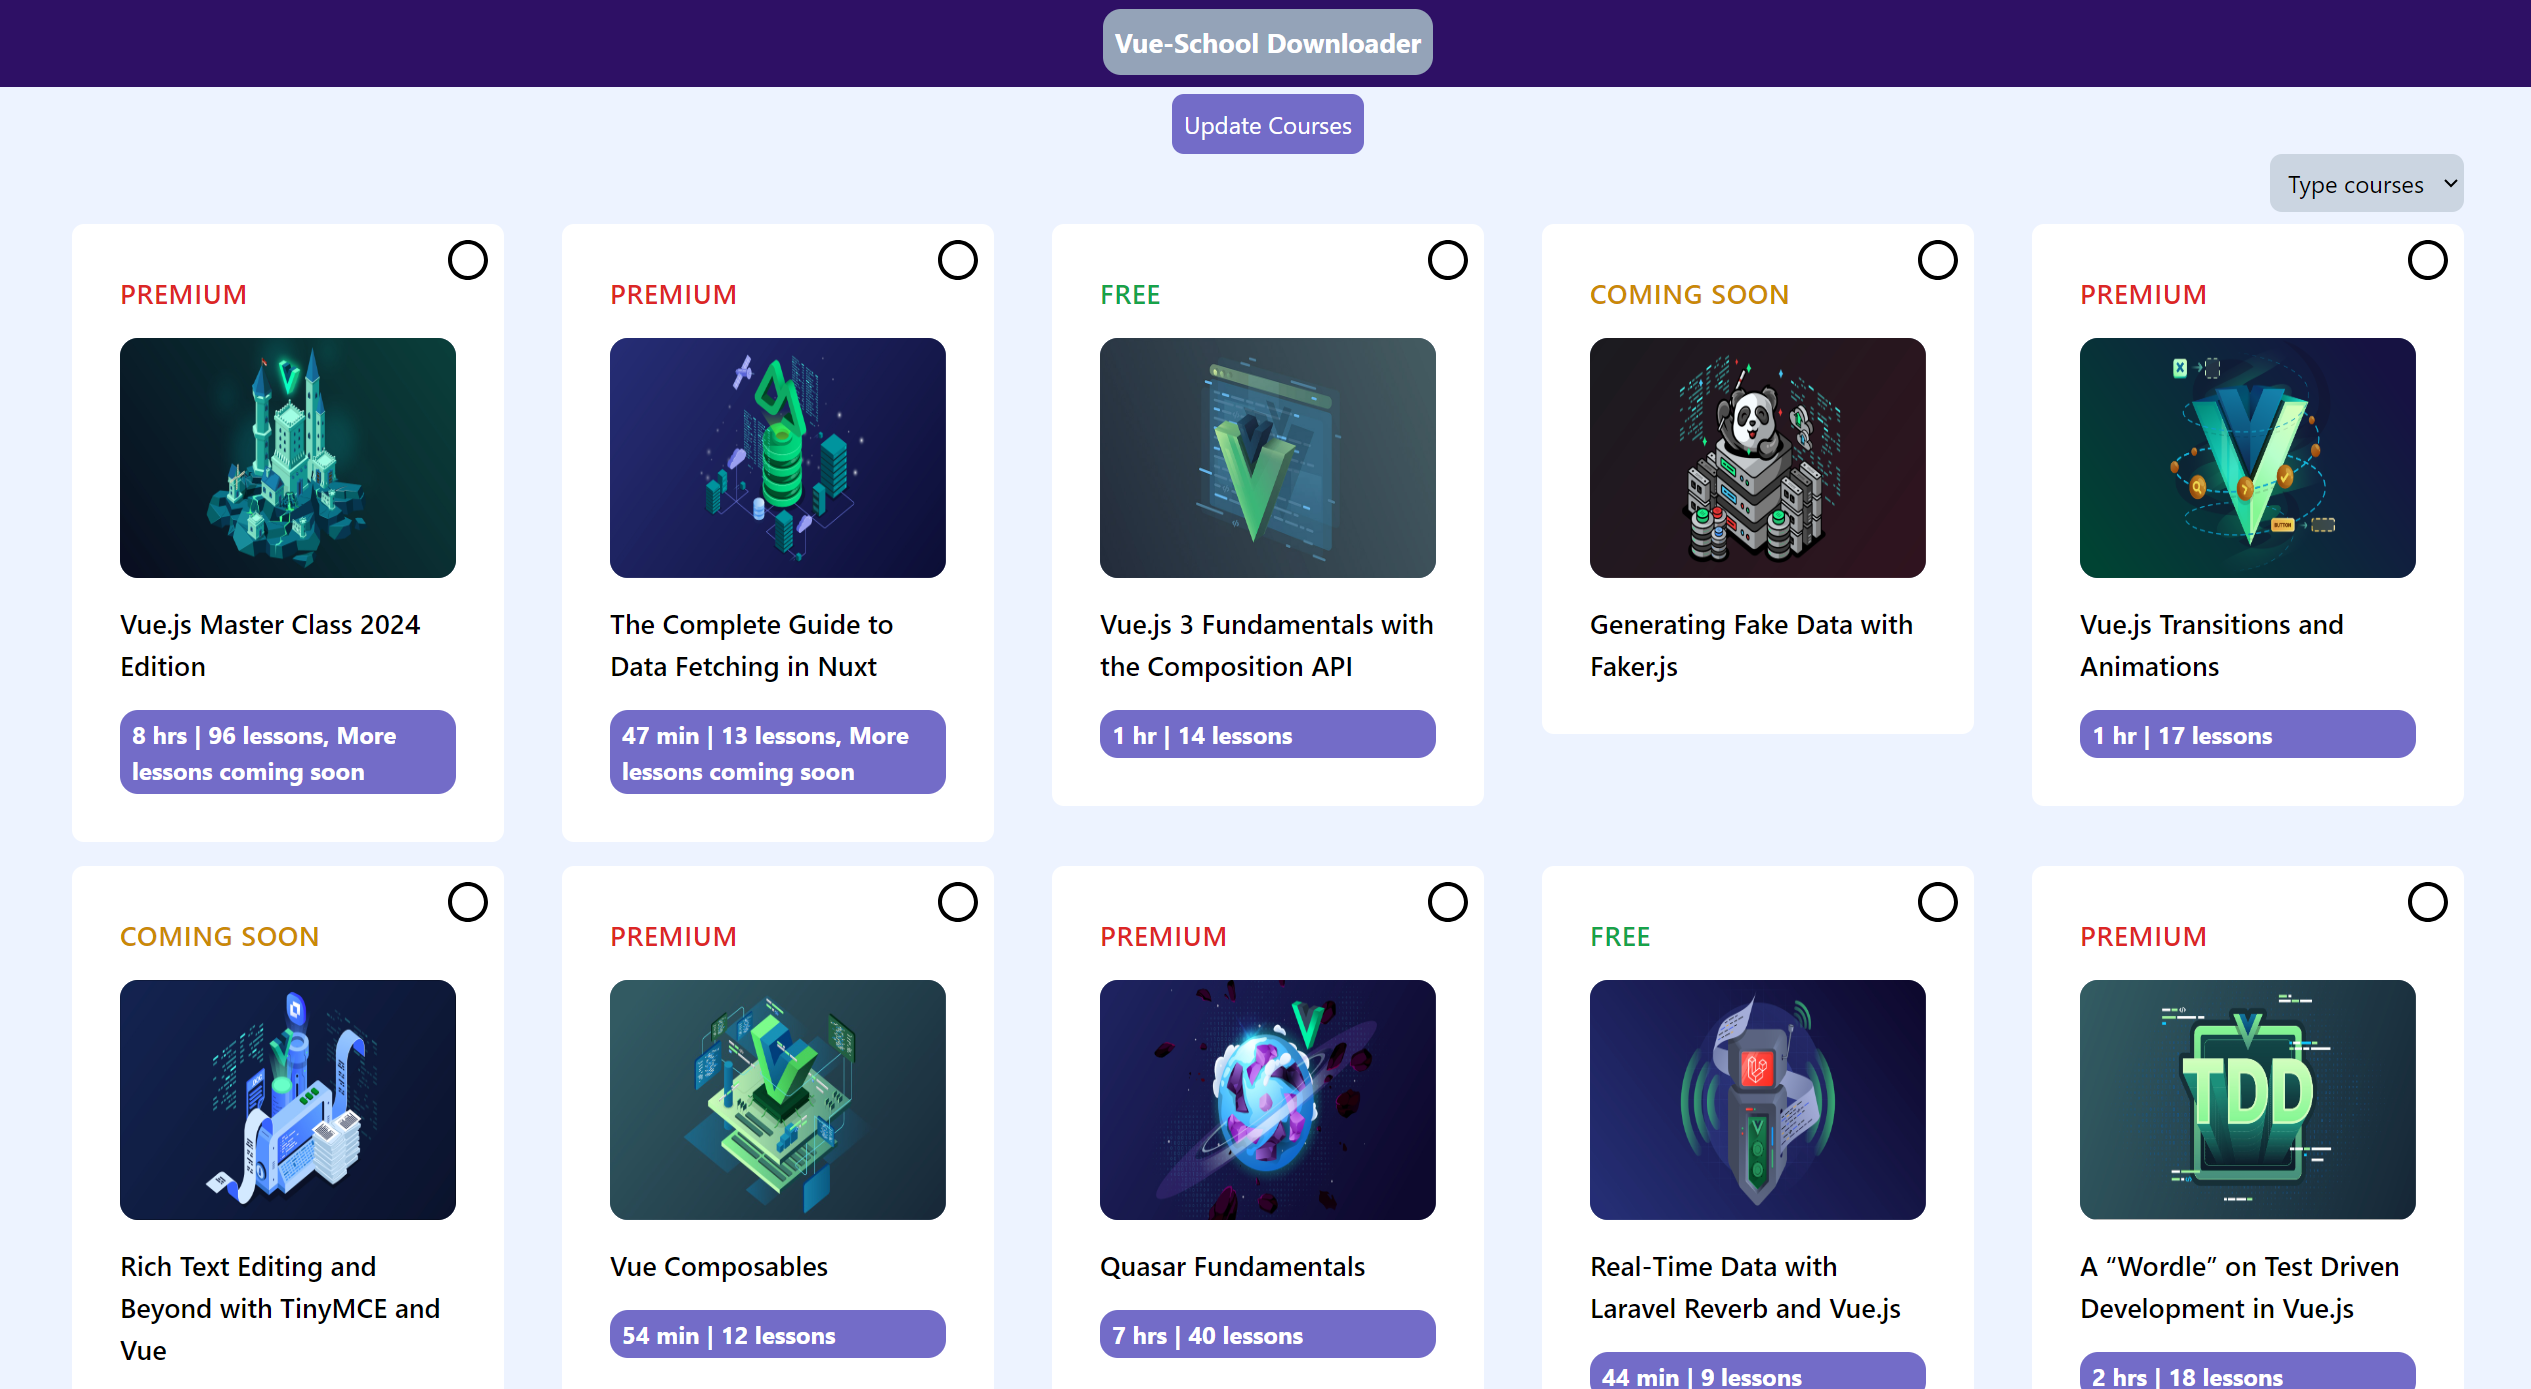 Vue-School Downloader
Update Courses
Type courses
PREMIUM
Vue.js Master Class 2024
Edition
8 hrs | 96 lessons, More
lessons coming soon
PREMIUM
The Complete Guide to
Data Fetching in Nuxt
47 min | 13 lessons, More
lessons coming soon
FREE
Vue.js 3 Fundamentals with
the Composition API
1 hr | 14 lessons
COMING SOON
Generating Fake Data with
Faker.js
PREMIUM
BUTTON
Vue.js Transitions and
Animations
1 hr | 17 lessons
COMING SOON
Rich Text Editing and
Beyond with TinyMCE and
Vue
PREMIUM
Vue Composables
54 min | 12 lessons
PREMIUM
Quasar Fundamentals
7 hrs | 40 lessons
FREE
Real-Time Data with
Laravel Reverb and Vue.js
44 min | 9 lessons
PREMIUM
TDD
A “Wordle” on Test Driven
Development in Vue.js
2 hrs | 18 lessons